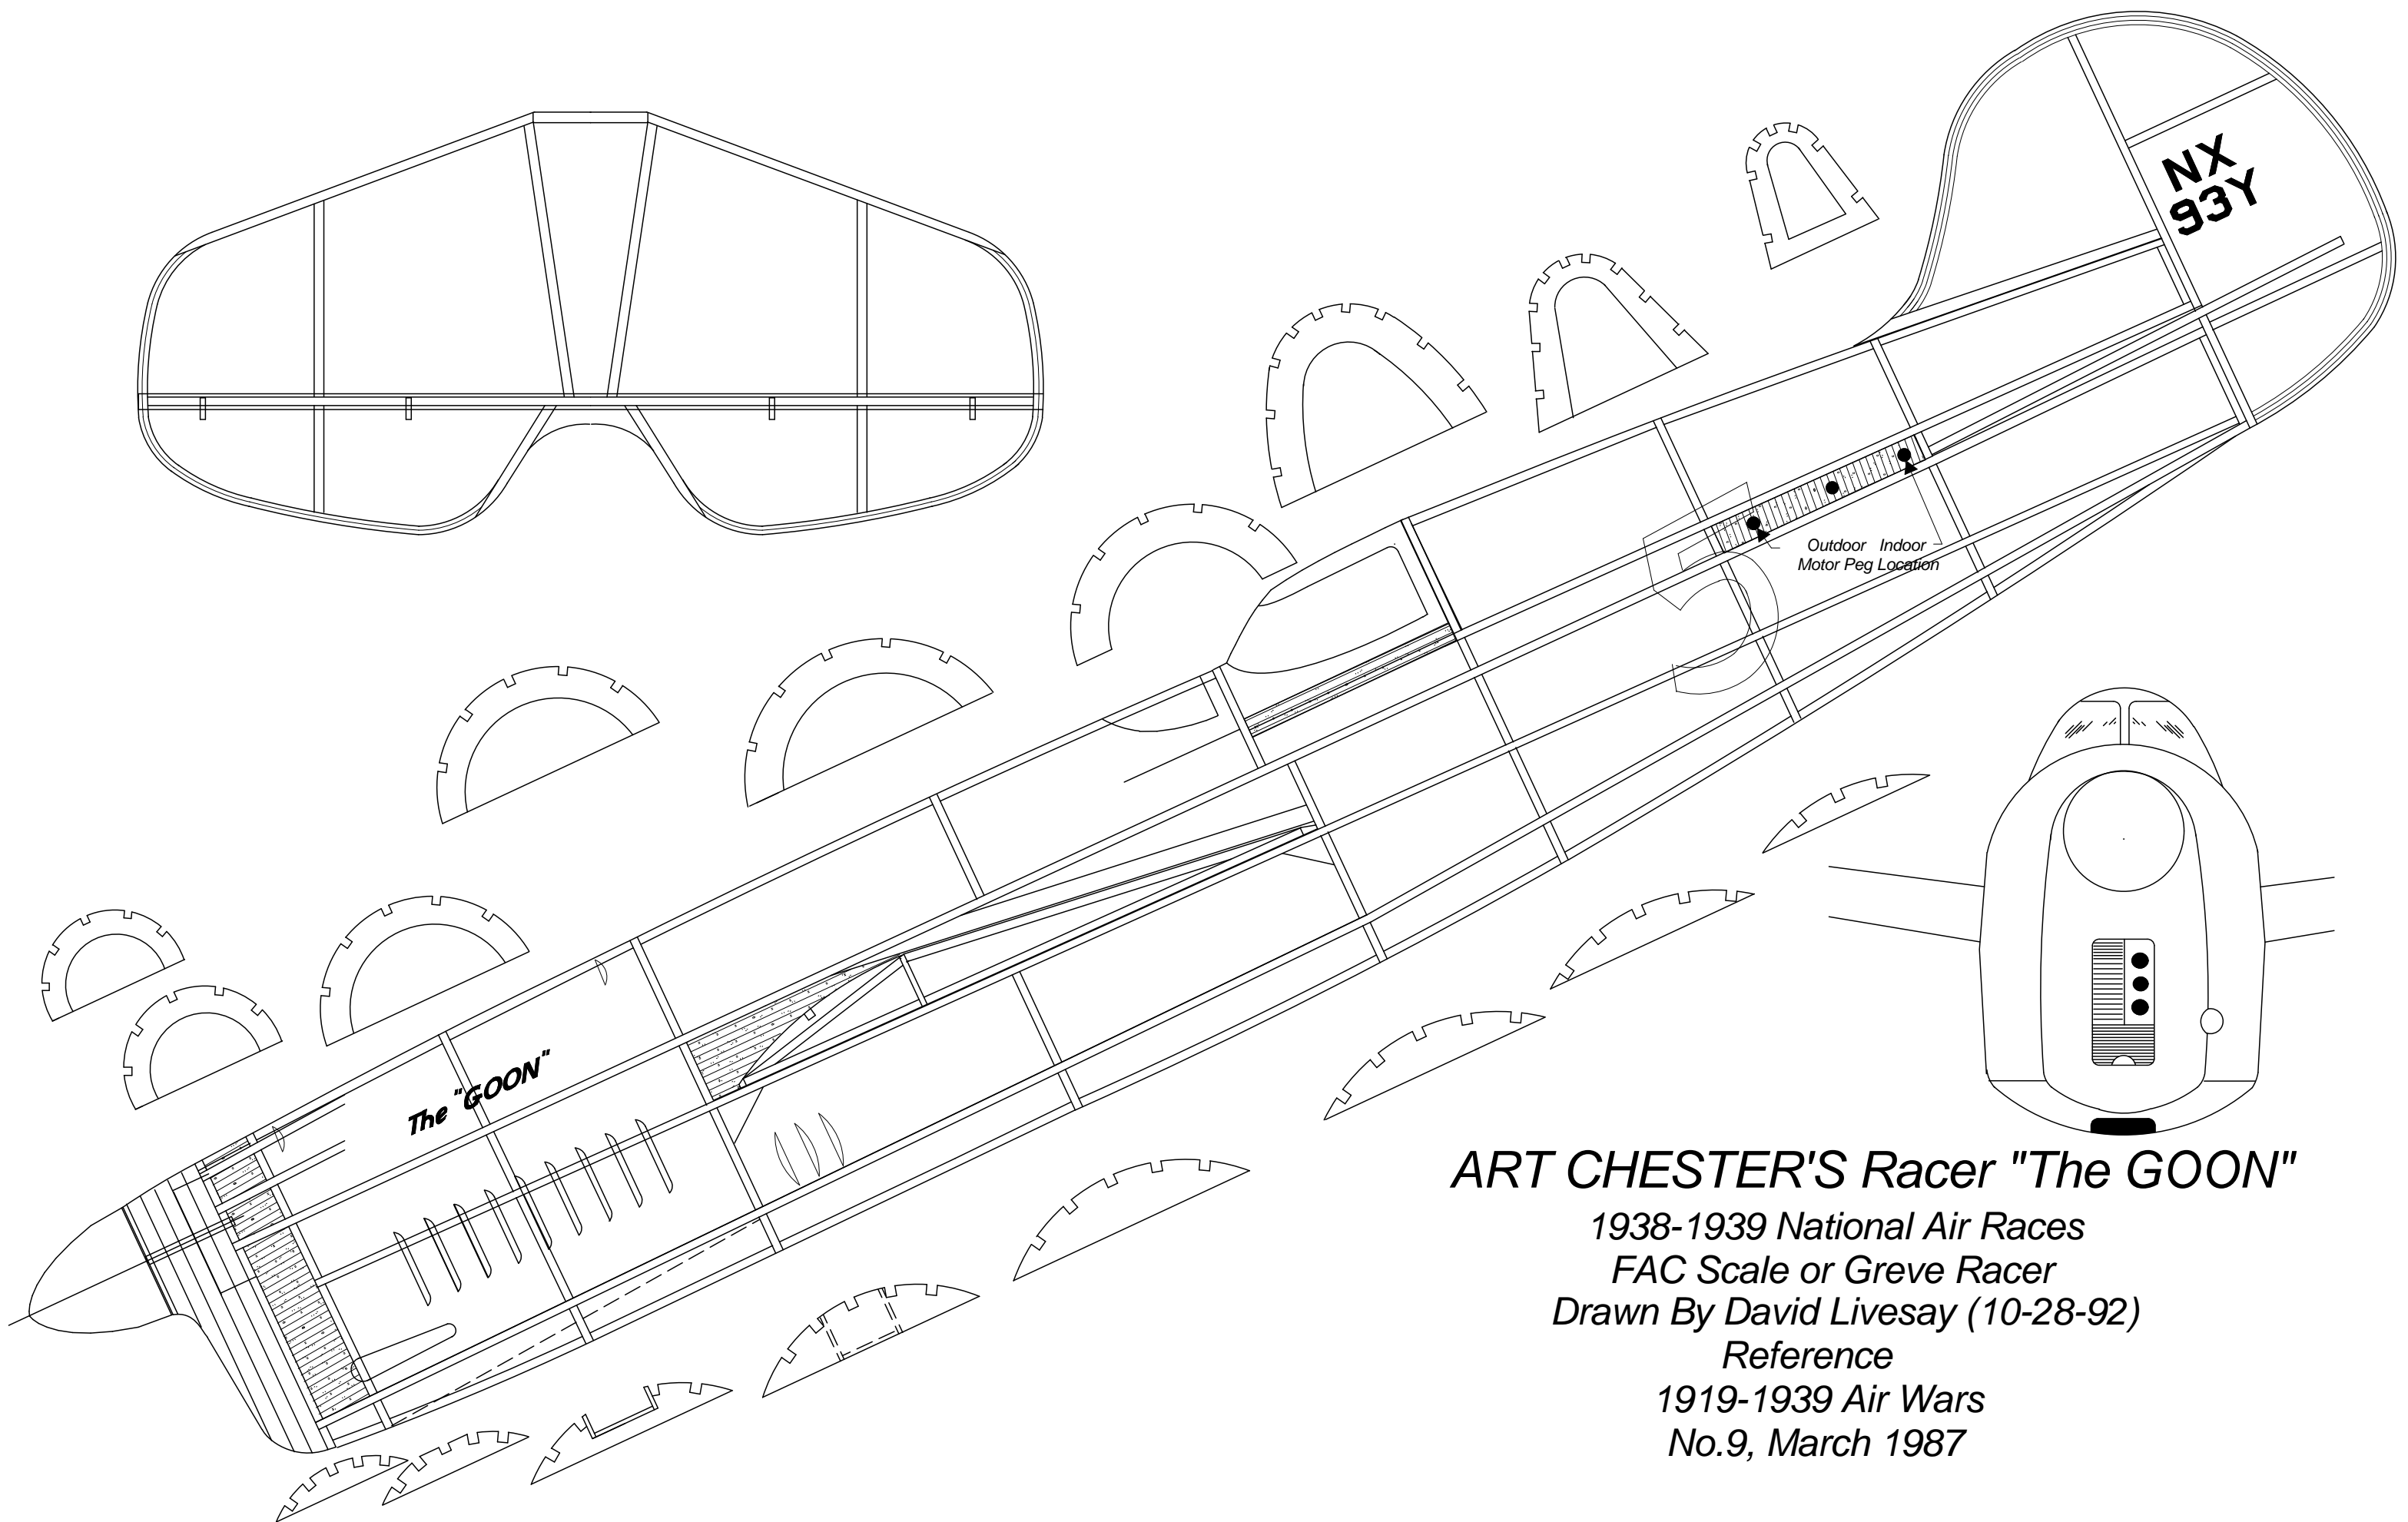 NX
93Y
Outdoor Indoor
Motor Peg Location
5
The "GOON"
ART CHESTER'S Racer "The GOON"
1938-1939 National Air Races
FAC Scale or Greve Racer
Drawn By David Livesay (10-28-92)
Reference
1919-1939 Air Wars
No.9, March 1987